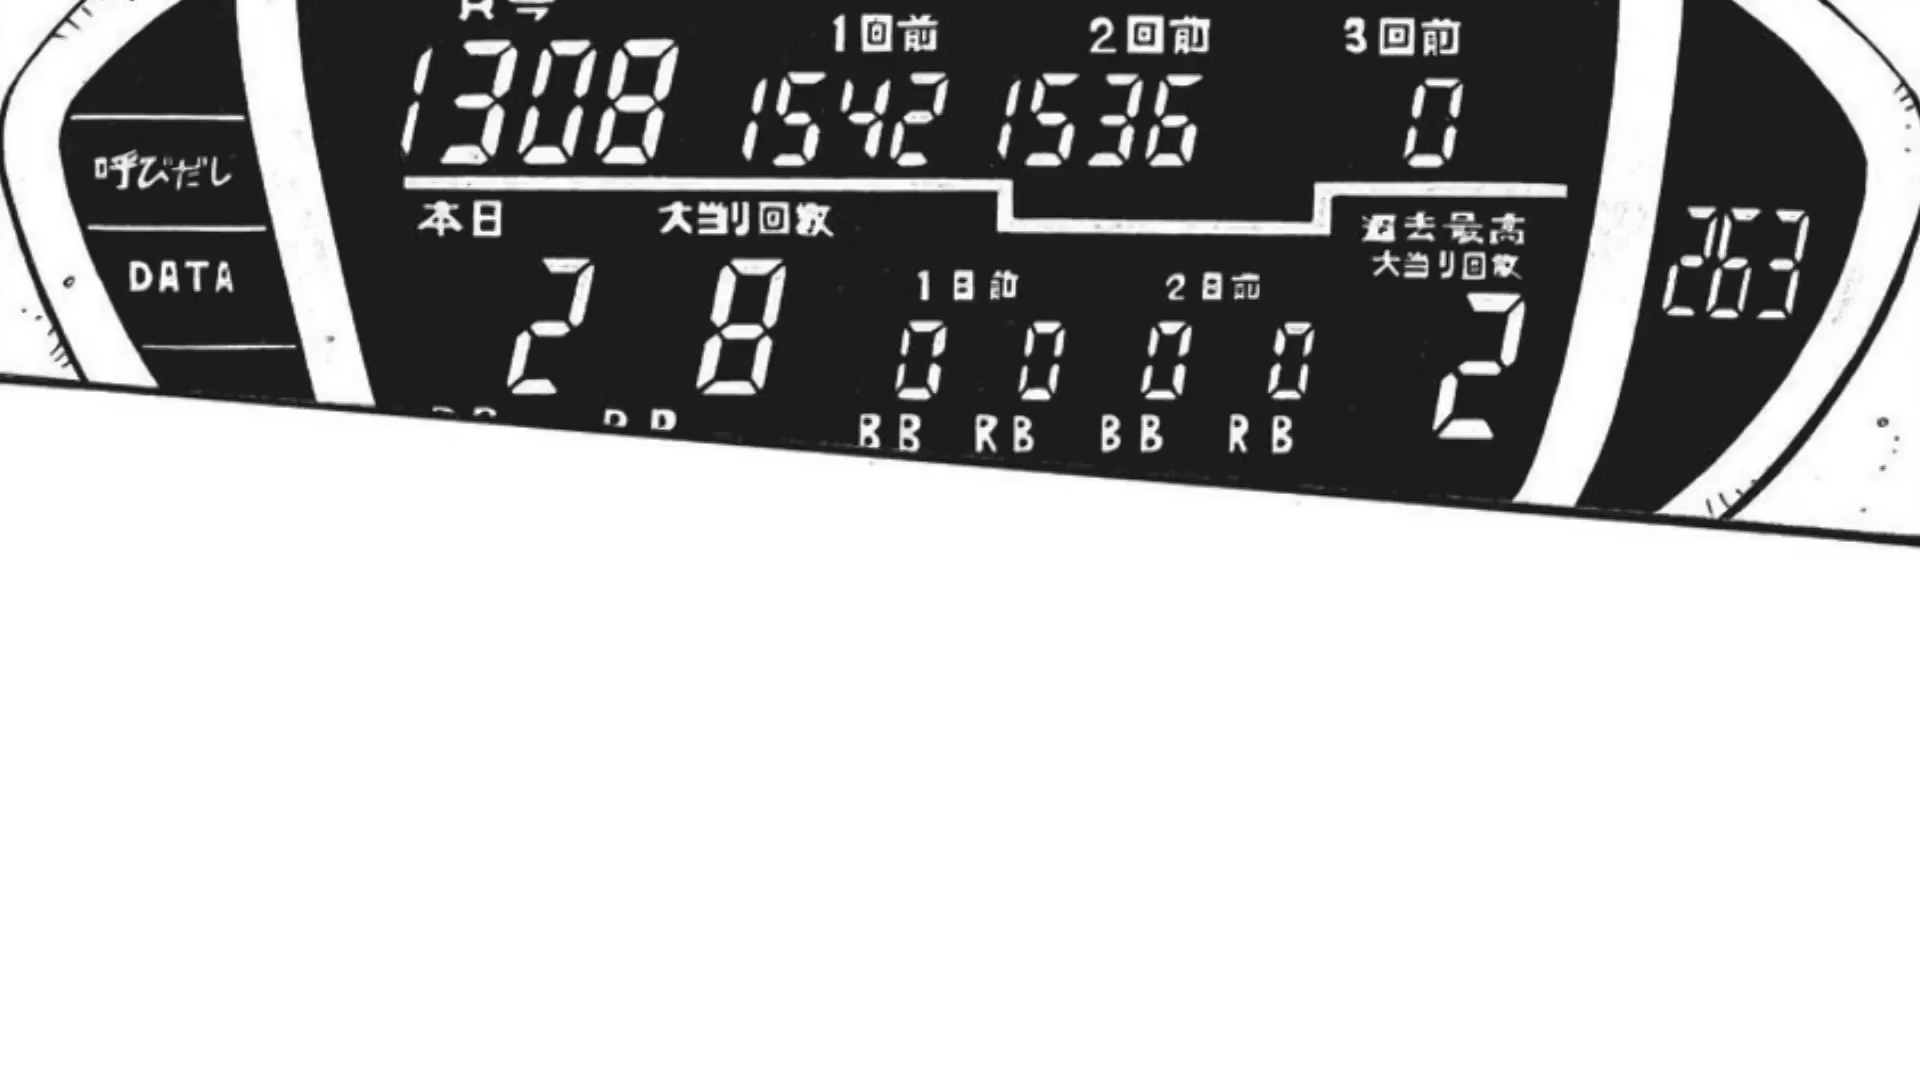 1回前 2回前 3回前
1308 1542 1536 0
呼びだし
本日 大当り回数 過去最高
大当り回数
DATA
263
1日前 2日前
2 8 0 0 0 0 2
BB RB BB RB